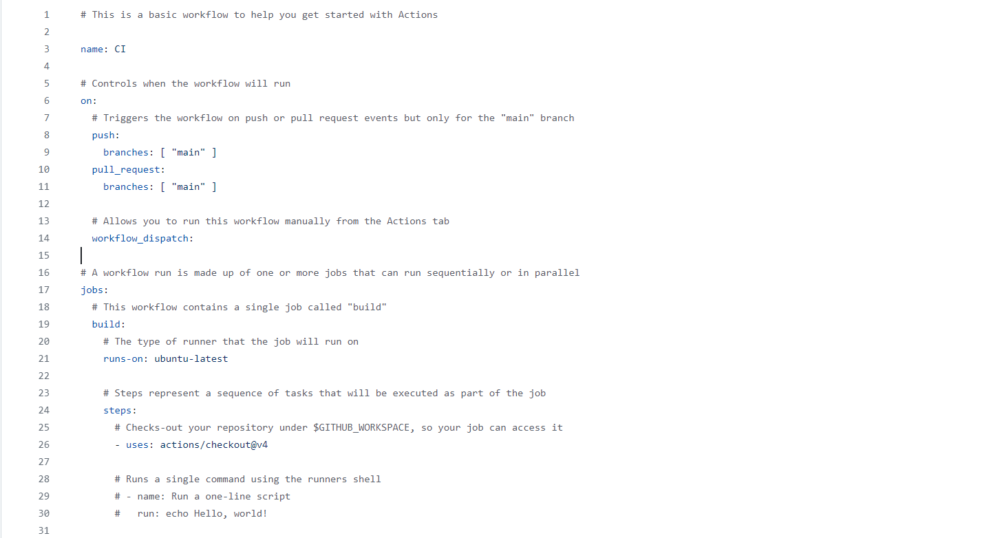 1 # This is a basic workflow to help you get started with Actions
2
3 name: CI
4
5 # Controls when the workflow will run
6 on:
7   # Triggers the workflow on push or pull request events but only for the "main" branch
8   push:
9     branches: [ "main" ]
10   pull_request:
11     branches: [ "main" ]
12
13   # Allows you to run this workflow manually from the Actions tab
14   workflow_dispatch:
15
16 # A workflow run is made up of one or more jobs that can run sequentially or in parallel
17 jobs:
18   # This workflow contains a single job called "build"
19   build:
20     # The type of runner that the job will run on
21     runs-on: ubuntu-latest
22
23     # Steps represent a sequence of tasks that will be executed as part of the job
24     steps:
25       # Checks-out your repository under $GITHUB_WORKSPACE, so your job can access it
26       - uses: actions/checkout@v4
27
28       # Runs a single command using the runners shell
29       # - name: Run a one-line script
30       #   run: echo Hello, world!
31